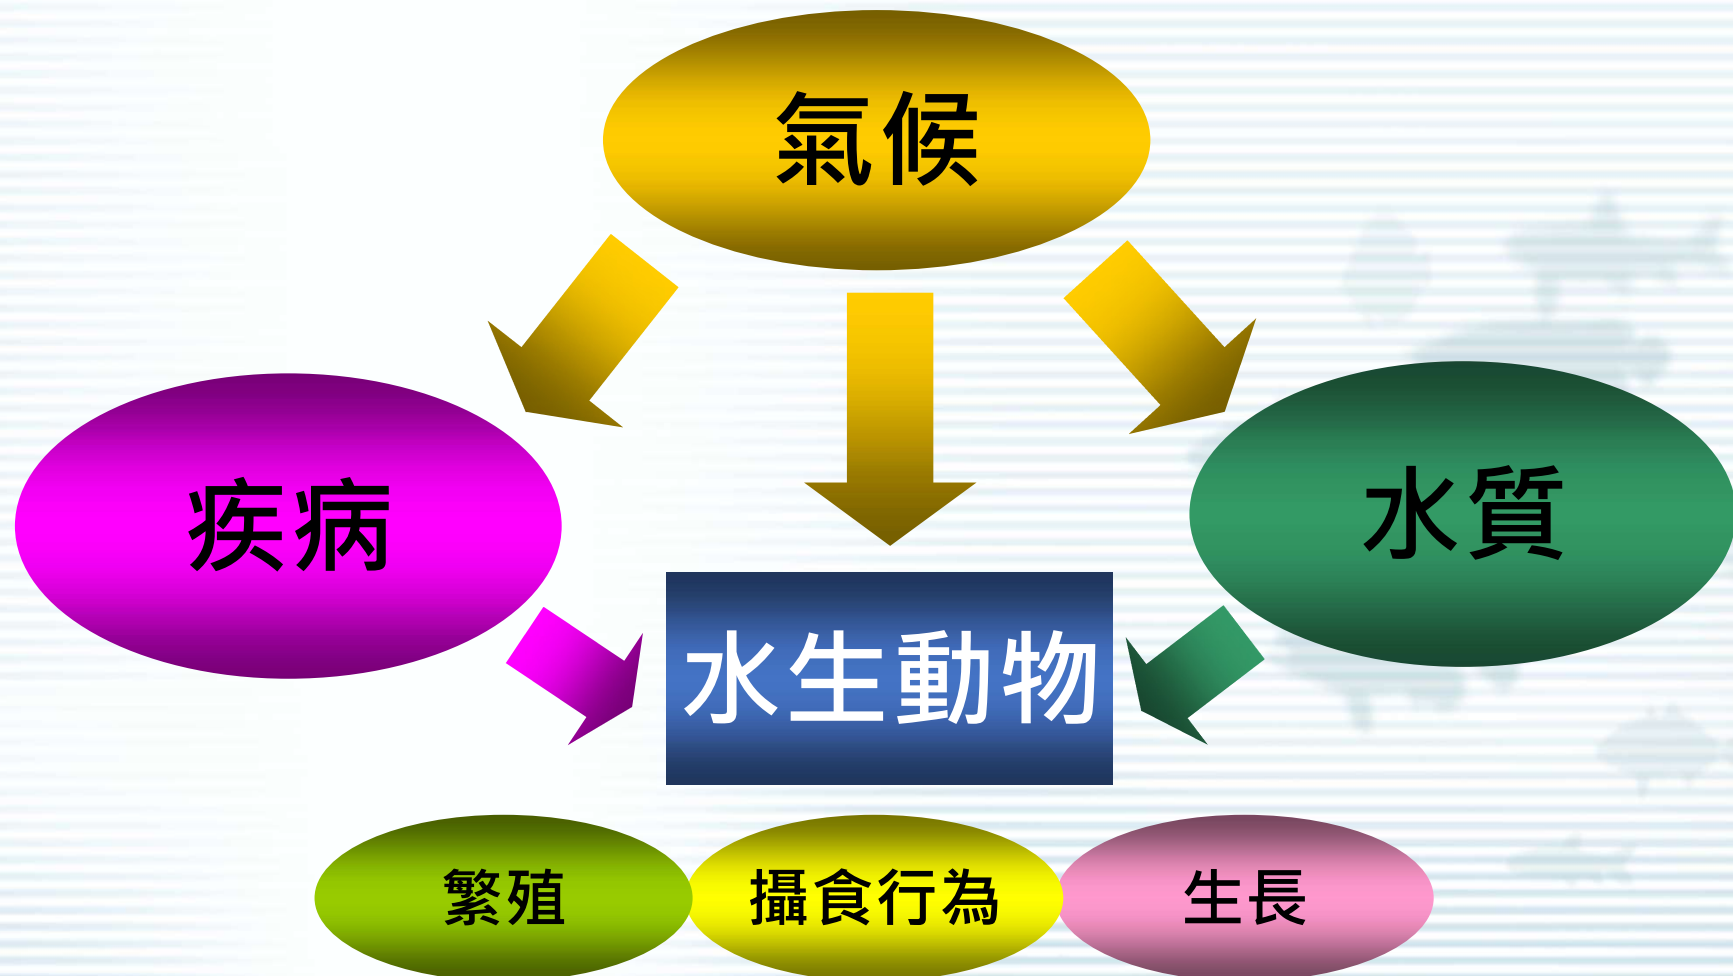 氣候
疾病
水質
水生動物
繁殖
攝食行為
生長